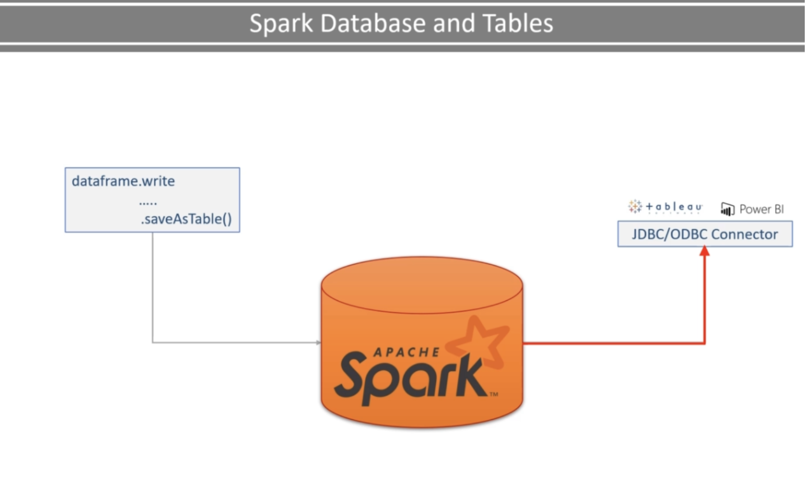 Spark Database and Tables
dataframe.write
.....
.saveAsTable()
+ a b l e a u
Power BI
JDBC/ODBC Connector
APACHE
Spark
TM